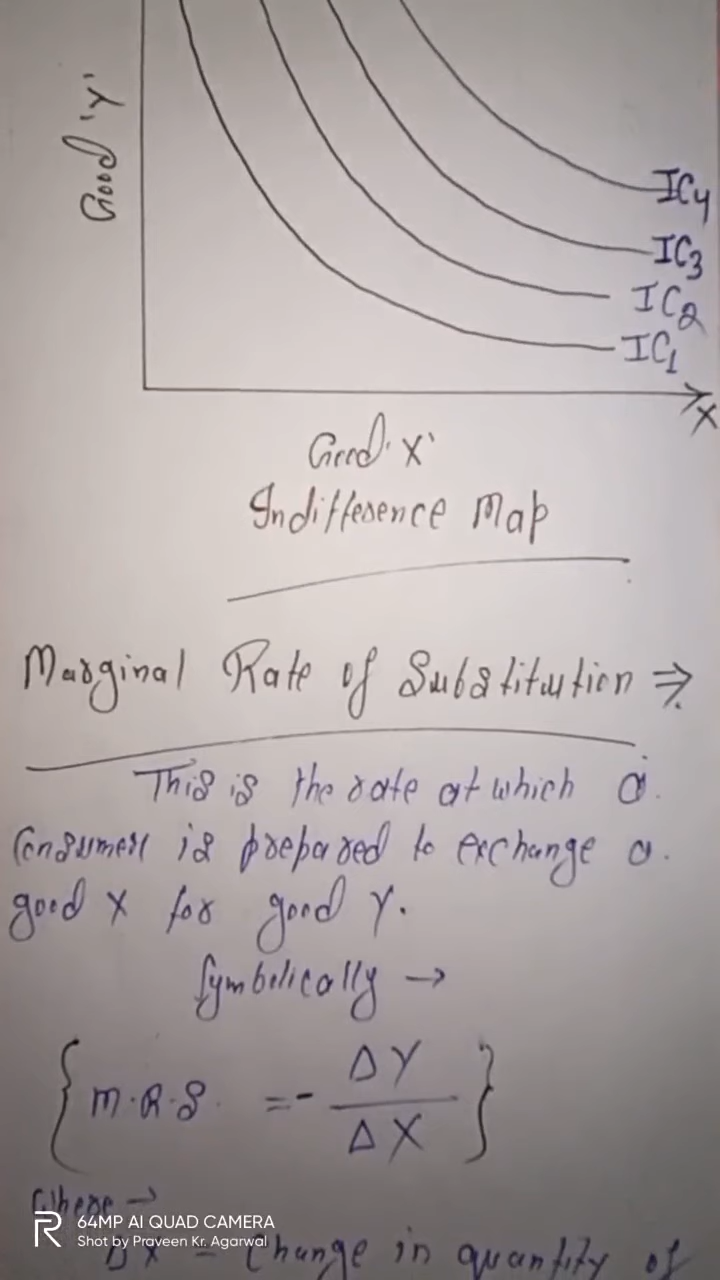 Good 'Y'
IC4
IC3
IC2
IC1
X
Good 'X'
Indifference Map
Marginal Rate of Substitution ⇒
This is the rate at which a
Consumer is prepared to exchange a
good X for good Y.
Symbolically →
{ M.R.S. = - ΔY / ΔX }
Where →
ΔX = Change in quantity of
64MP AI QUAD CAMERA
Shot by Praveen Kr. Agarwal